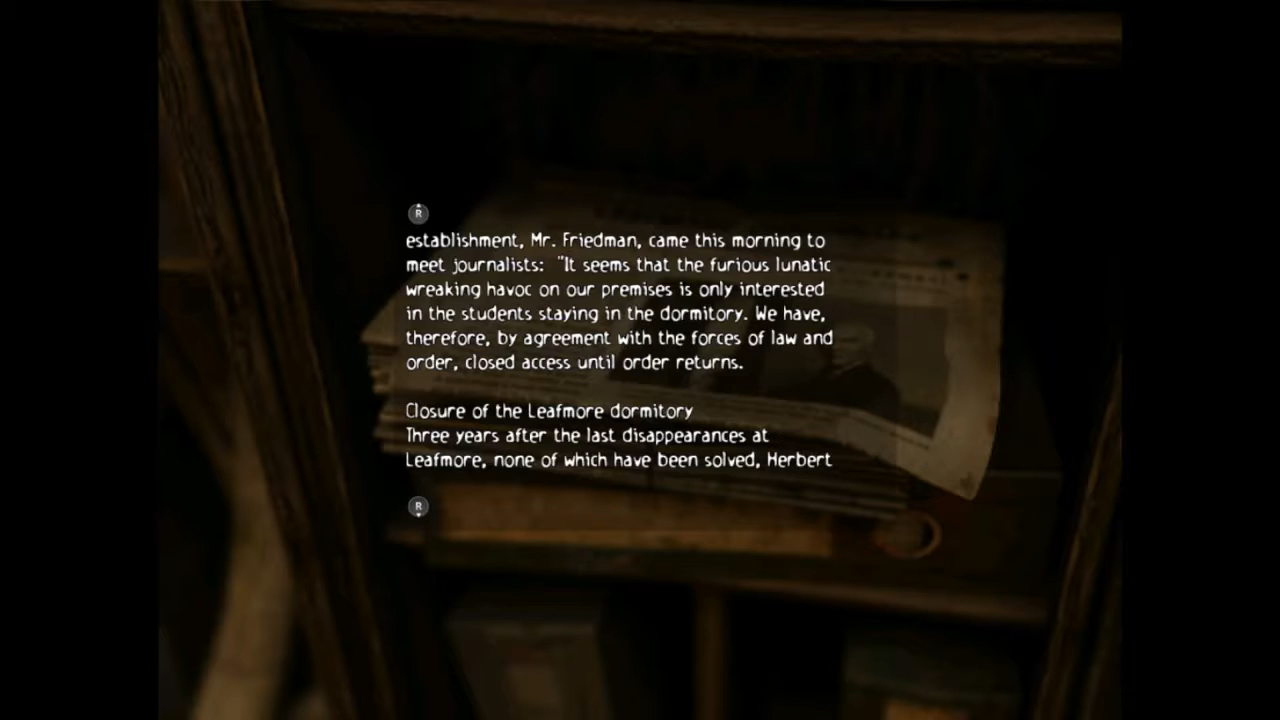 R
establishment, Mr. Friedman, came this morning to
meet journalists:  "It seems that the furious lunatic
wreaking havoc on our premises is only interested
in the students staying in the dormitory. We have,
therefore, by agreement with the forces of law and
order, closed access until order returns.
Closure of the Leafmore dormitory
Three years after the last disappearances at
Leafmore, none of which have been solved, Herbert
R